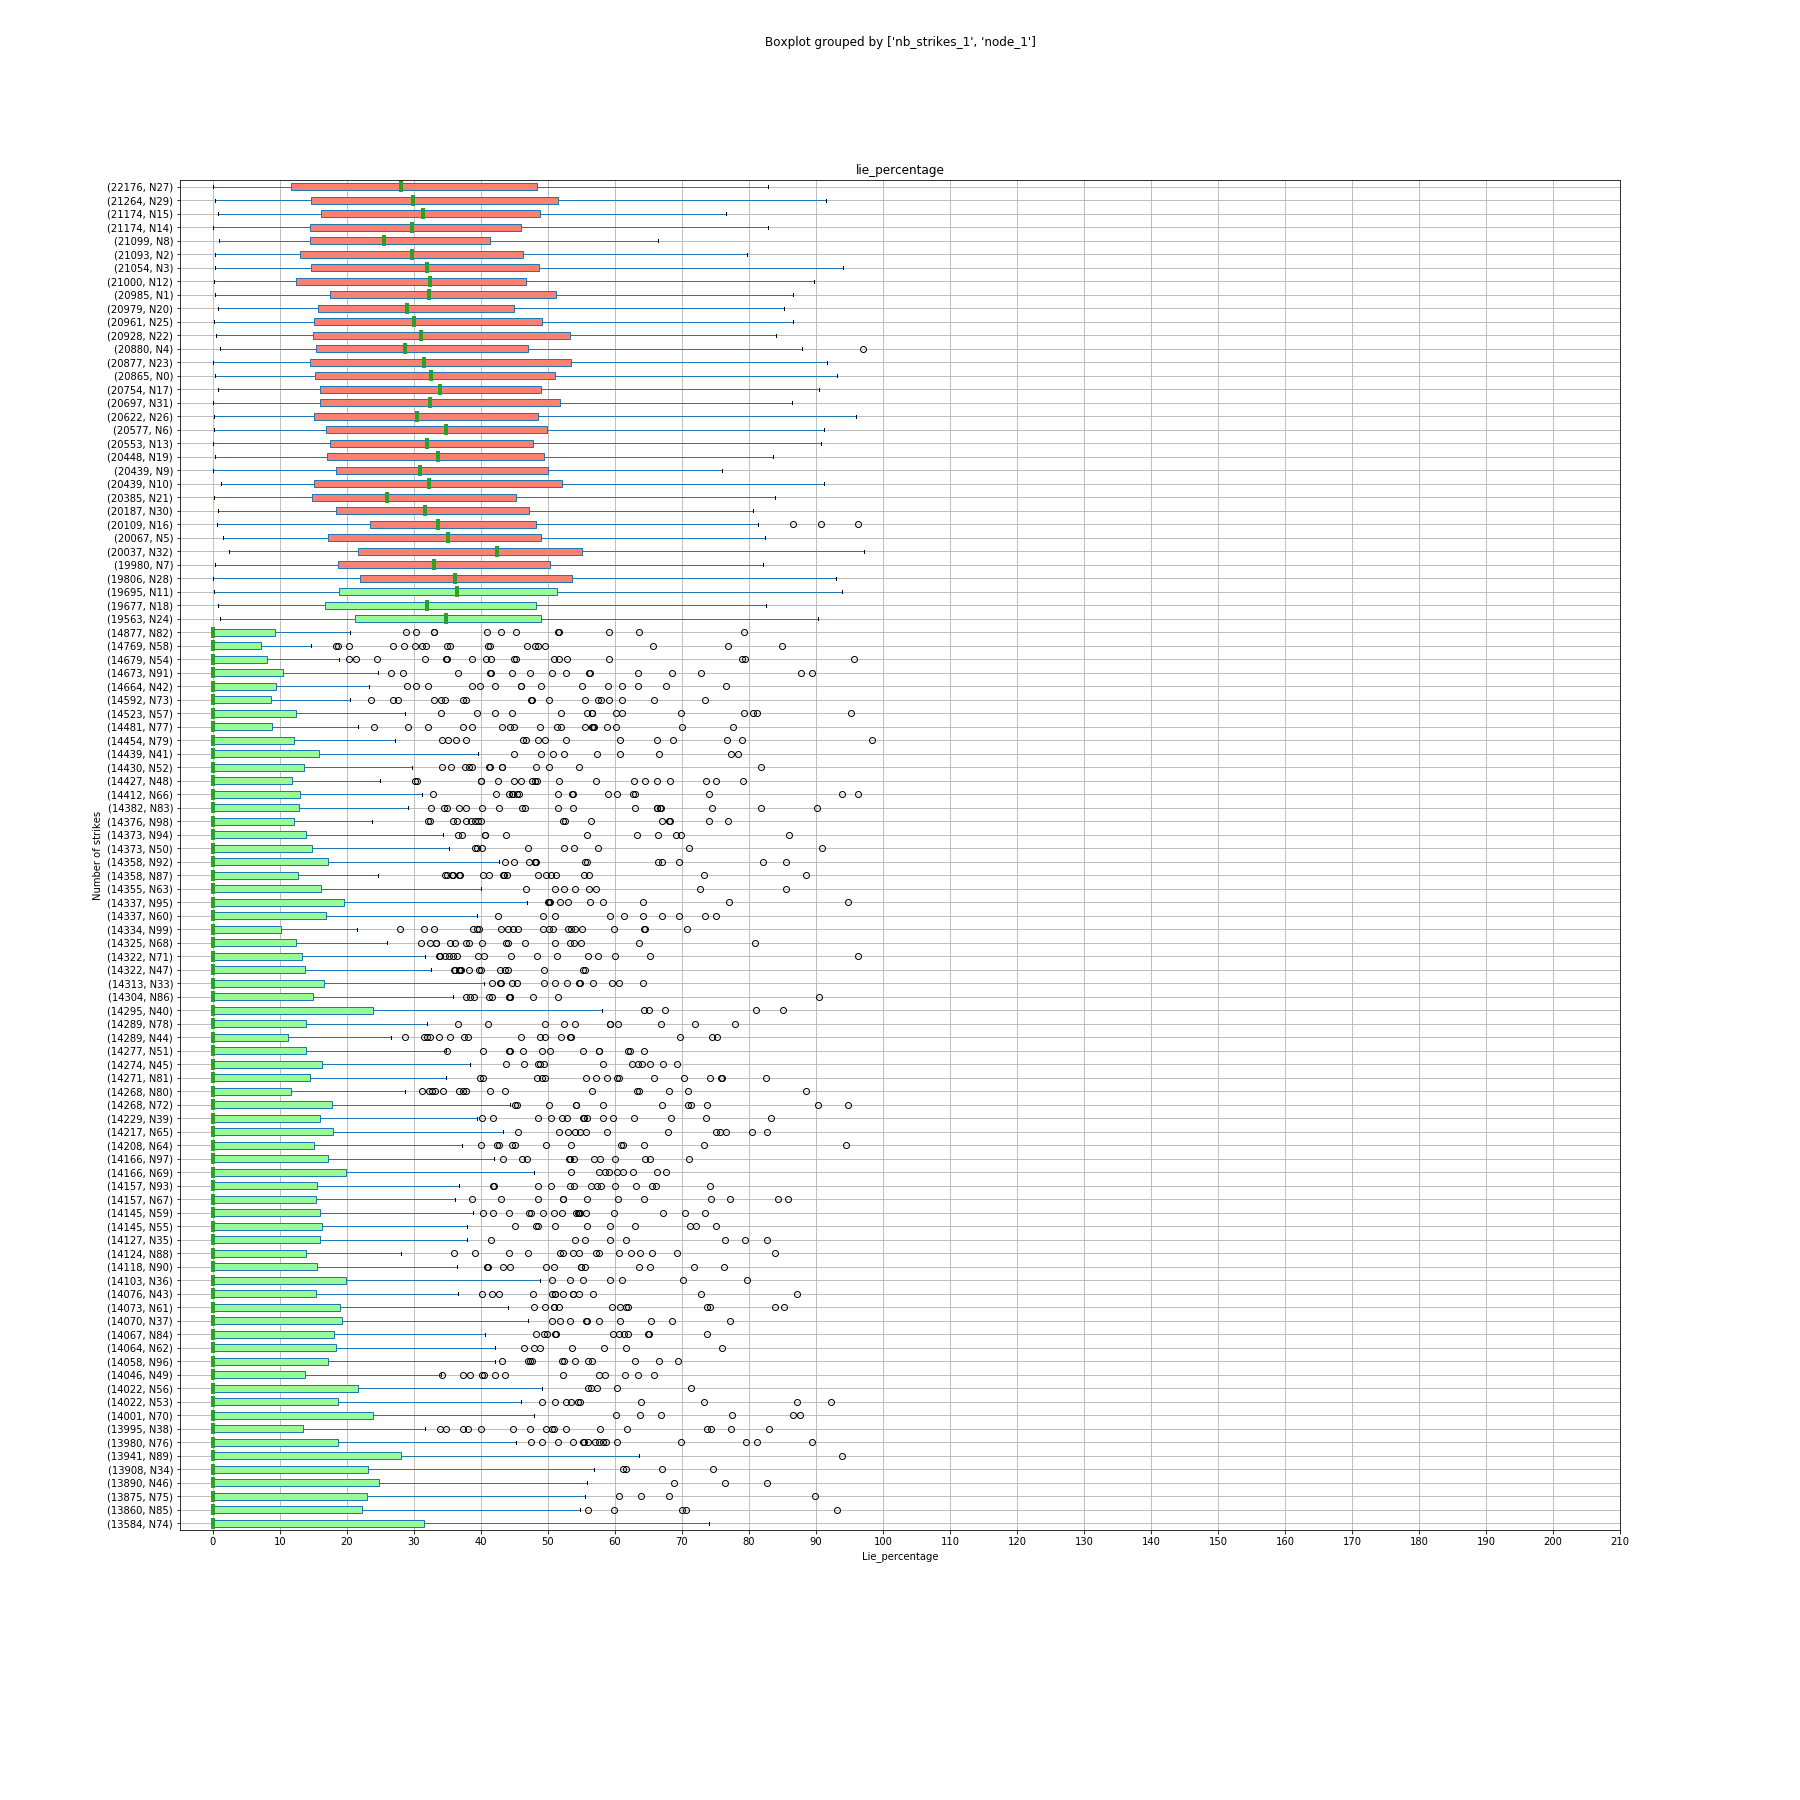 Boxplot grouped by ['nb_strikes_1', 'node_1']
lie_percentage
(22176, N27)
(21264, N29)
(21174, N15)
(21174, N14)
(21099, N8)
(21093, N2)
(21054, N3)
(21000, N12)
(20985, N1)
(20979, N20)
(20961, N25)
(20928, N22)
(20880, N4)
(20877, N23)
(20865, N0)
(20754, N17)
(20697, N31)
(20622, N26)
(20577, N6)
(20553, N13)
(20448, N19)
(20439, N9)
(20439, N10)
(20385, N21)
(20187, N30)
(20109, N16)
(20067, N5)
(20037, N32)
(19980, N7)
(19806, N28)
(19695, N11)
(19677, N18)
(19563, N24)
(14877, N82)
(14769, N58)
(14679, N54)
(14673, N91)
(14664, N42)
(14592, N73)
(14523, N57)
(14481, N77)
(14454, N79)
(14439, N41)
(14430, N52)
(14427, N48)
(14412, N66)
(14382, N83)
(14376, N98)
(14373, N94)
(14373, N50)
(14358, N92)
(14358, N87)
(14355, N63)
(14337, N95)
(14337, N60)
(14334, N99)
(14325, N68)
(14322, N71)
(14322, N47)
(14313, N33)
(14304, N86)
(14295, N40)
(14289, N78)
(14289, N44)
(14277, N51)
(14274, N45)
(14271, N81)
(14268, N80)
(14268, N72)
(14229, N39)
(14217, N65)
(14208, N64)
(14166, N97)
(14166, N69)
(14157, N93)
(14157, N67)
(14145, N59)
(14145, N55)
(14127, N35)
(14124, N88)
(14118, N90)
(14103, N36)
(14076, N43)
(14073, N61)
(14070, N37)
(14067, N84)
(14064, N62)
(14058, N96)
(14046, N49)
(14022, N56)
(14022, N53)
(14001, N70)
(13995, N38)
(13980, N76)
(13941, N89)
(13908, N34)
(13890, N46)
(13875, N75)
(13860, N85)
(13584, N74)
Number of strikes
0 10 20 30 40 50 60 70 80 90 100 110 120 130 140 150 160 170 180 190 200 210
Lie_percentage